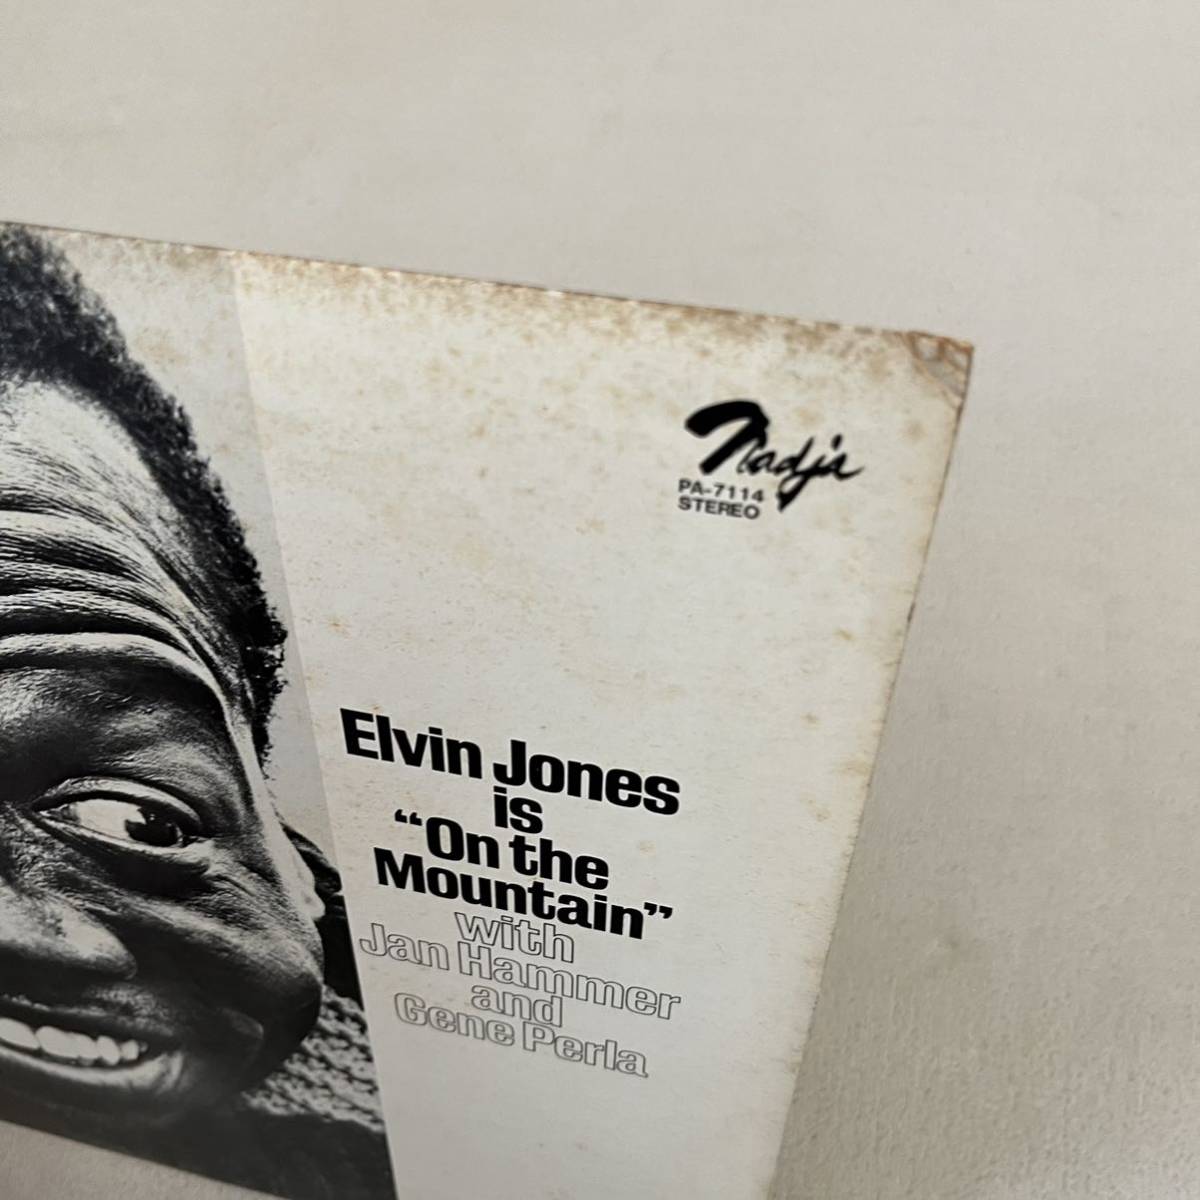 Nadja
PA-7114
STEREO
Elvin Jones
is
“On the
Mountain”
with
Jan Hammer
and
Gene Perla